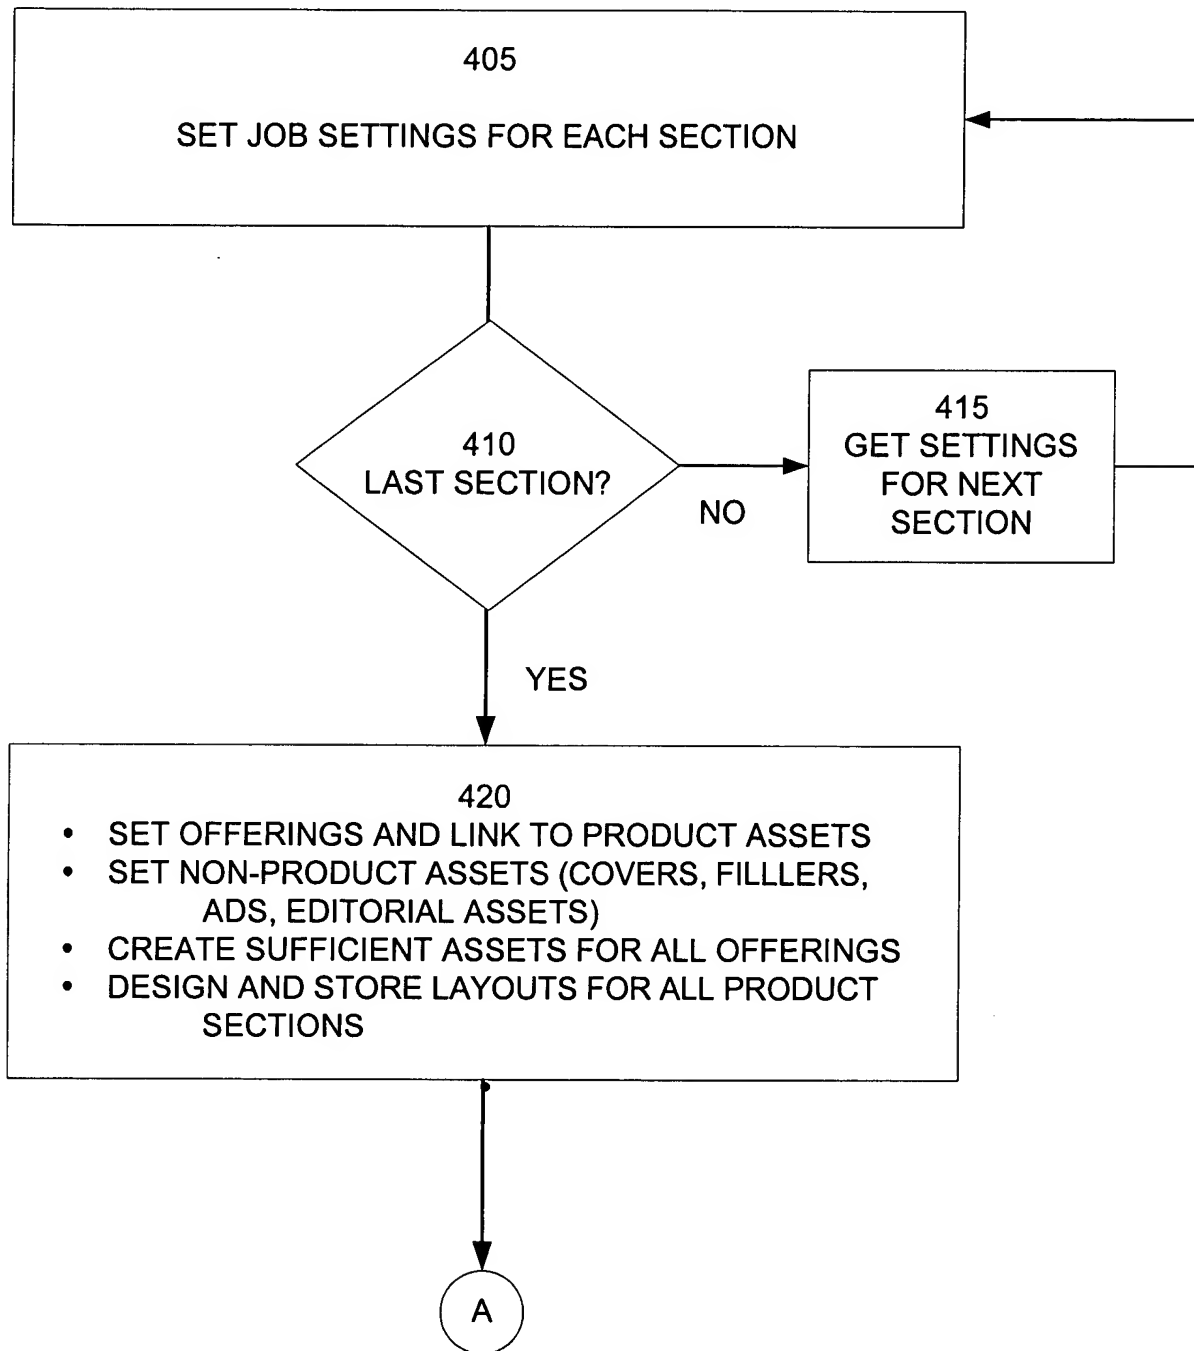 405
SET JOB SETTINGS FOR EACH SECTION
410
LAST SECTION?
NO
415
GET SETTINGS
FOR NEXT
SECTION
YES
420
• SET OFFERINGS AND LINK TO PRODUCT ASSETS
• SET NON-PRODUCT ASSETS (COVERS, FILLLERS,
ADS, EDITORIAL ASSETS)
• CREATE SUFFICIENT ASSETS FOR ALL OFFERINGS
• DESIGN AND STORE LAYOUTS FOR ALL PRODUCT
SECTIONS
A